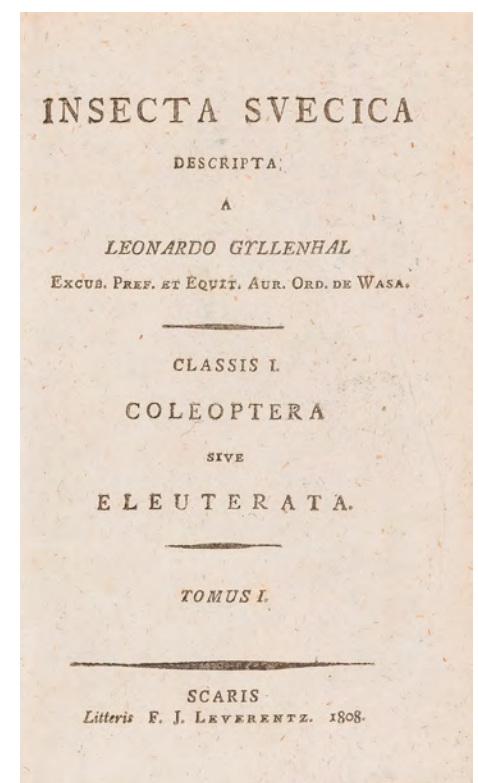 INSECTA SVECICA
DESCRIPTA;
A
LEONARDO GYLLENHAL
EXCUB. PREF. ET EQUIT. AUR. ORD. DE WASA.
CLASSIS I.
COLEOPTERA
SIVE
ELEUTERATA.
TOMUS I.
SCARIS
Litteris F. J. LEVERENTZ. 1808.